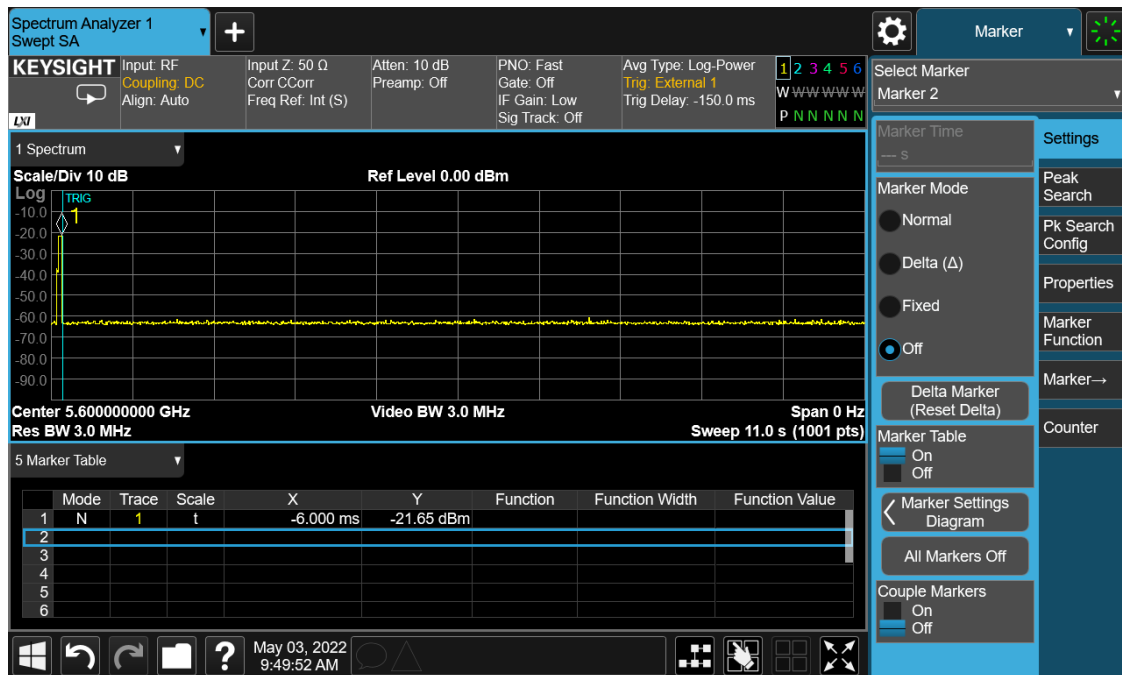 Spectrum Analyzer 1
Swept SA
Marker
KEYSIGHT
LXI
Input: RF
Coupling: DC
Align: Auto
Input Z: 50 Ω
Corr CCorr
Freq Ref: Int (S)
Atten: 10 dB
Preamp: Off
PNO: Fast
Gate: Off
IF Gain: Low
Sig Track: Off
Avg Type: Log-Power
Trig: External 1
Trig Delay: -150.0 ms
1 2 3 4 5 6
W W W W W W
P N N N N N
1 Spectrum
Scale/Div 10 dB
Ref Level 0.00 dBm
Log
TRIG
1
-10.0
-20.0
-30.0
-40.0
-50.0
-60.0
-70.0
-80.0
-90.0
Center 5.600000000 GHz
Video BW 3.0 MHz
Span 0 Hz
Res BW 3.0 MHz
Sweep 11.0 s (1001 pts)
5 Marker Table
Mode Trace Scale X Y Function Function Width Function Value
1 N 1 t -6.000 ms -21.65 dBm
2
3
4
5
6
?
May 03, 2022
9:49:52 AM
Select Marker
Marker 2
Marker Time
--- s
Marker Mode
Normal
Delta (Δ)
Fixed
Off
Delta Marker
(Reset Delta)
Marker Table
On
Off
Marker Settings
Diagram
All Markers Off
Couple Markers
On
Off
Settings
Peak
Search
Pk Search
Config
Properties
Marker
Function
Marker→
Counter